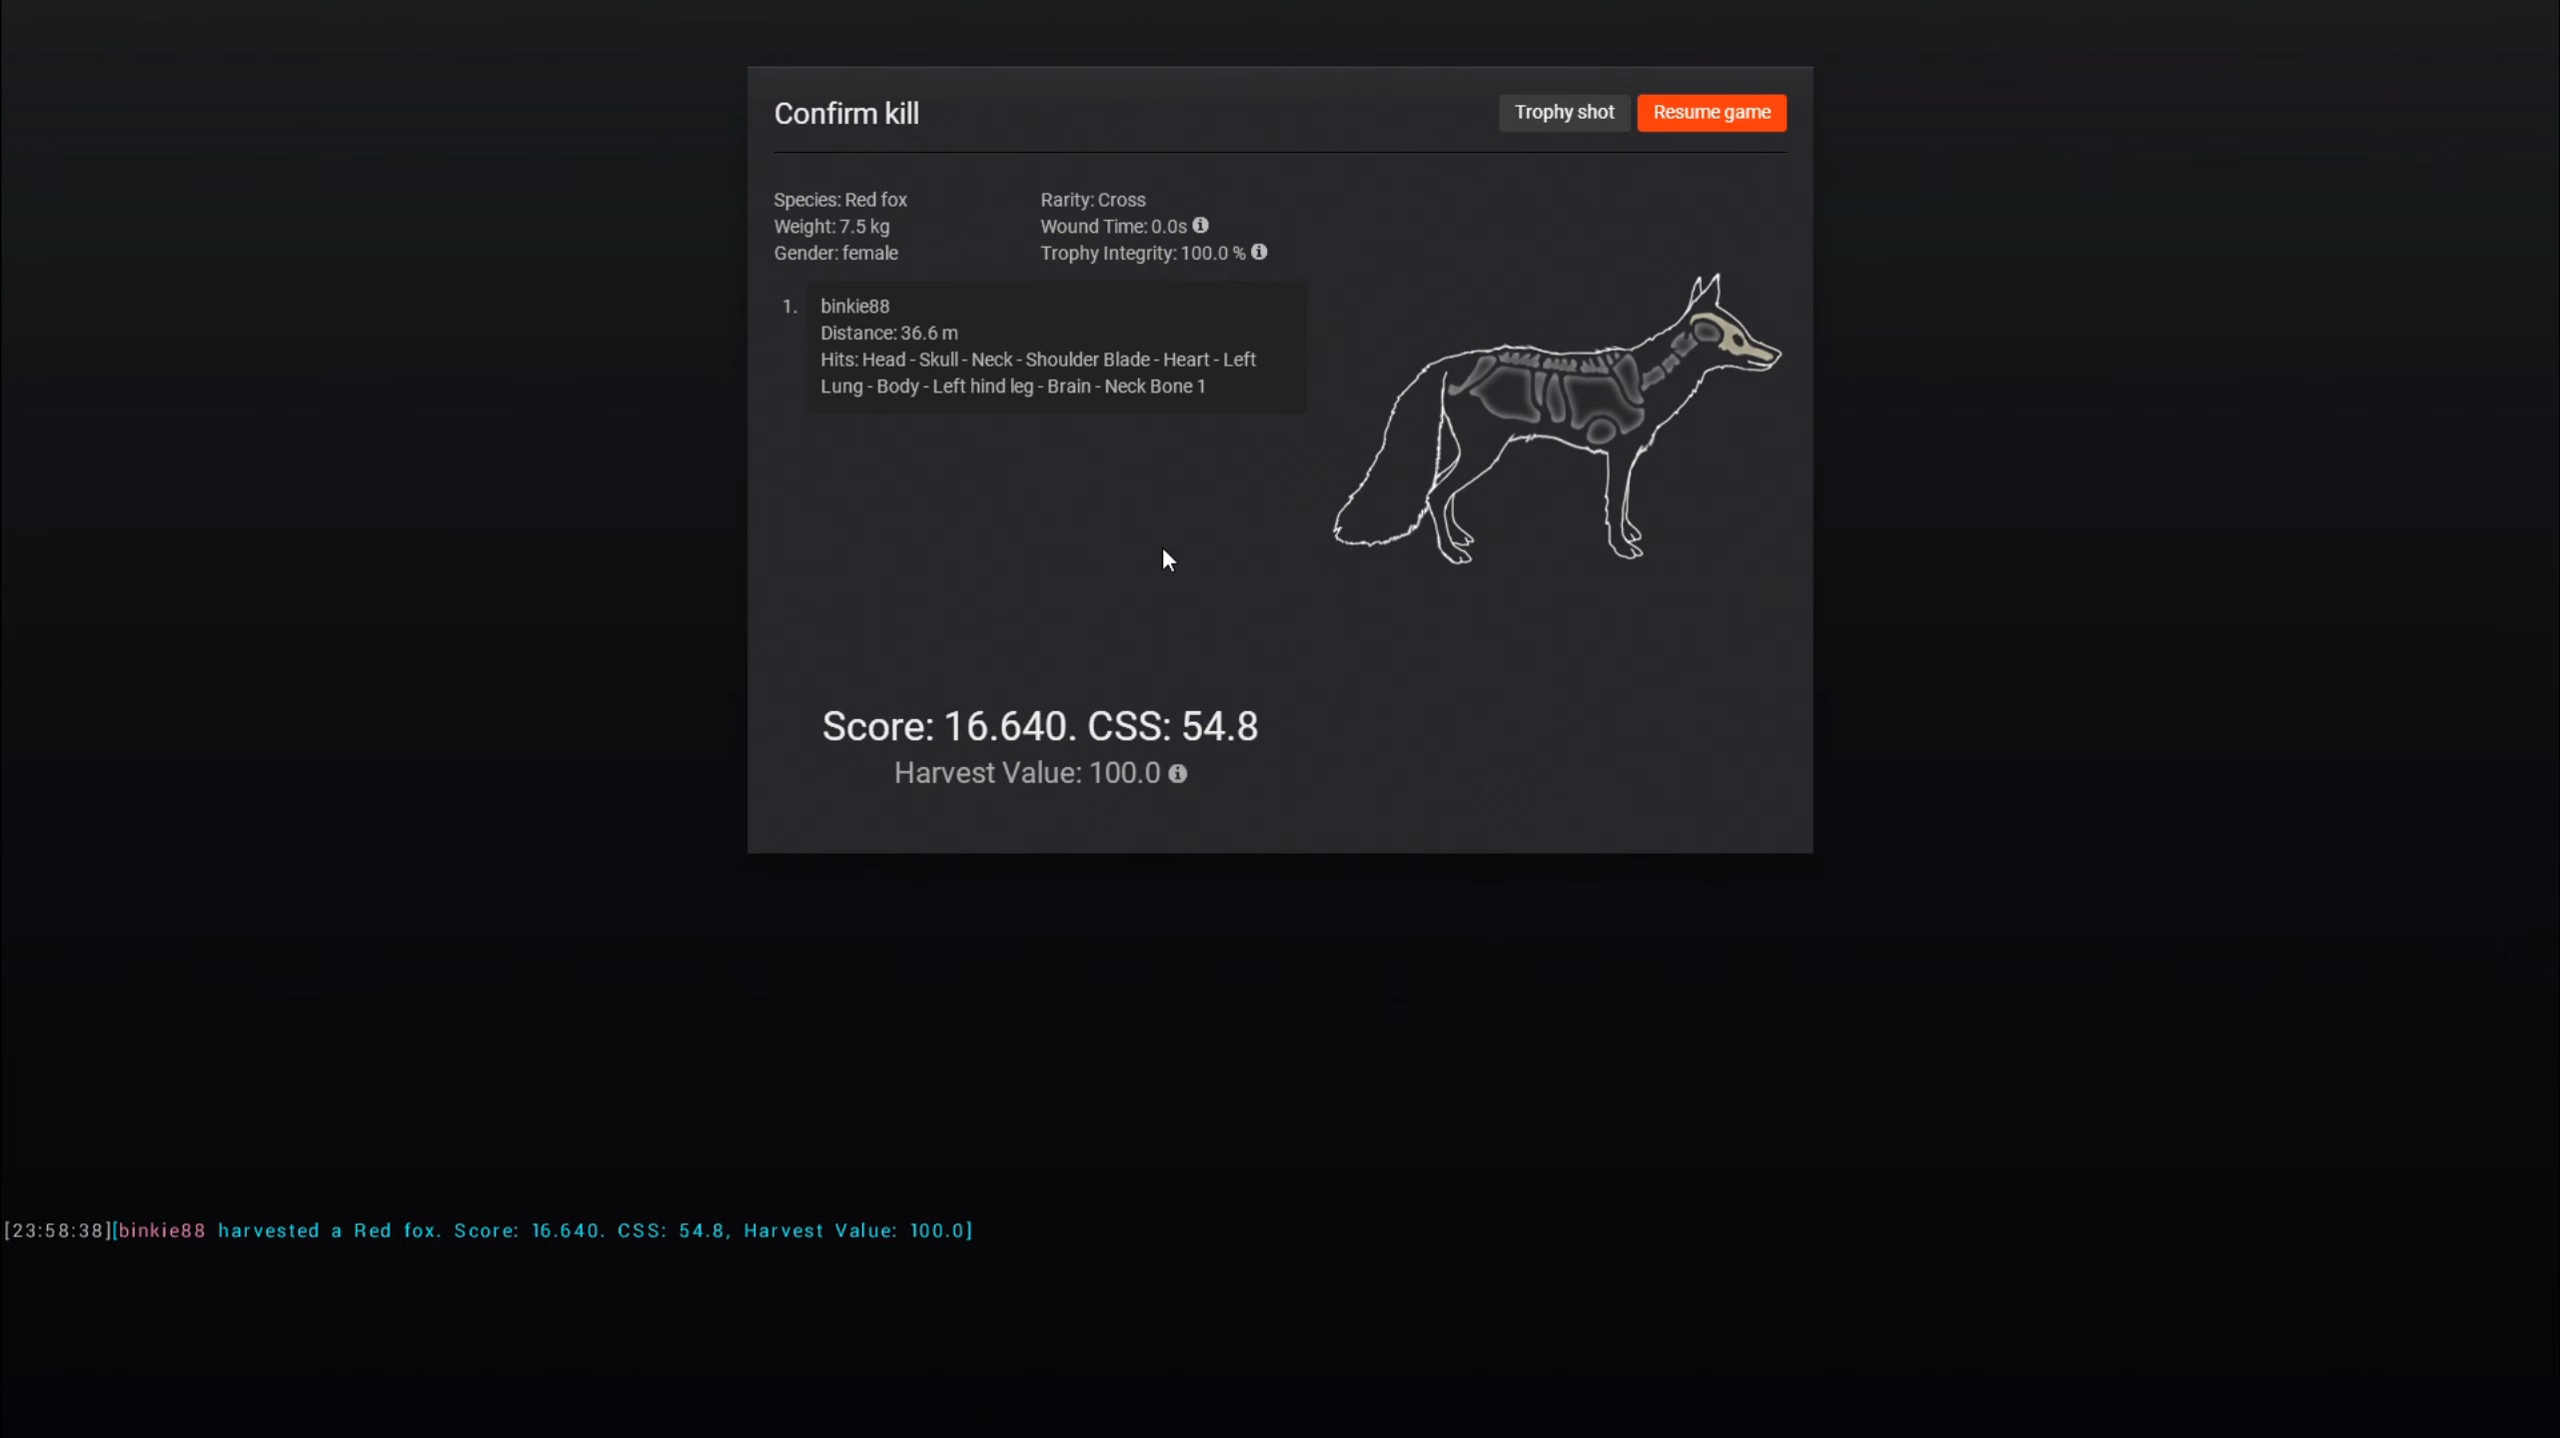 Confirm kill
Trophy shot
Resume game
Species: Red fox
Weight: 7.5 kg
Gender: female
Rarity: Cross
Wound Time: 0.0s
Trophy Integrity: 100.0 %
1.
binkie88
Distance: 36.6 m
Hits: Head - Skull - Neck - Shoulder Blade - Heart - Left
Lung - Body - Left hind leg - Brain - Neck Bone 1
Score: 16.640. CSS: 54.8
Harvest Value: 100.0
[23:58:38][binkie88 harvested a Red fox. Score: 16.640. CSS: 54.8, Harvest Value: 100.0]